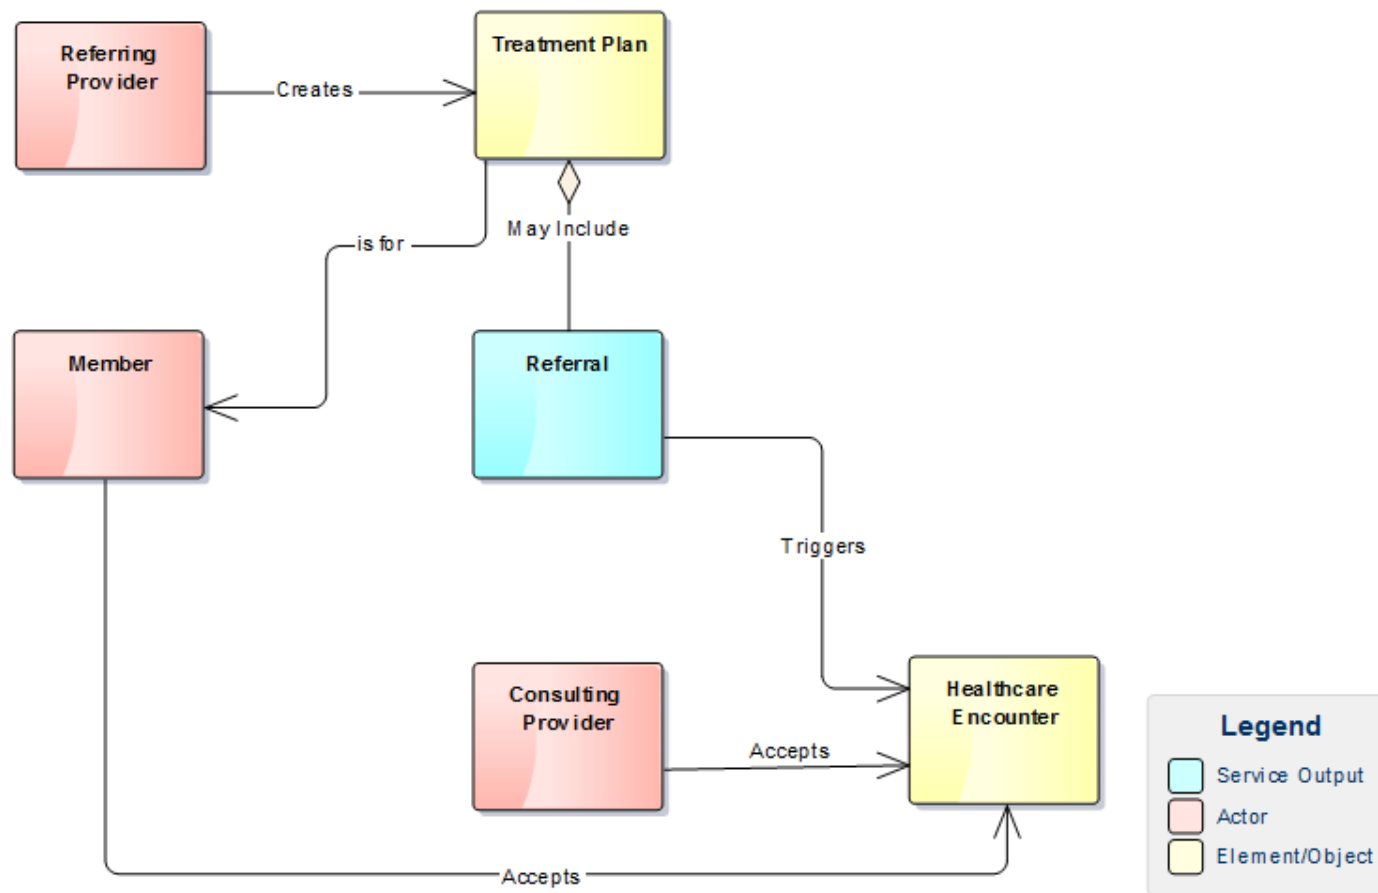 Referring
Provider
Creates
Treatment Plan
is for
May Include
Member
Referral
Triggers
Consulting
Provider
Accepts
Healthcare
Encounter
Accepts
Legend
Service Output
Actor
Element/Object